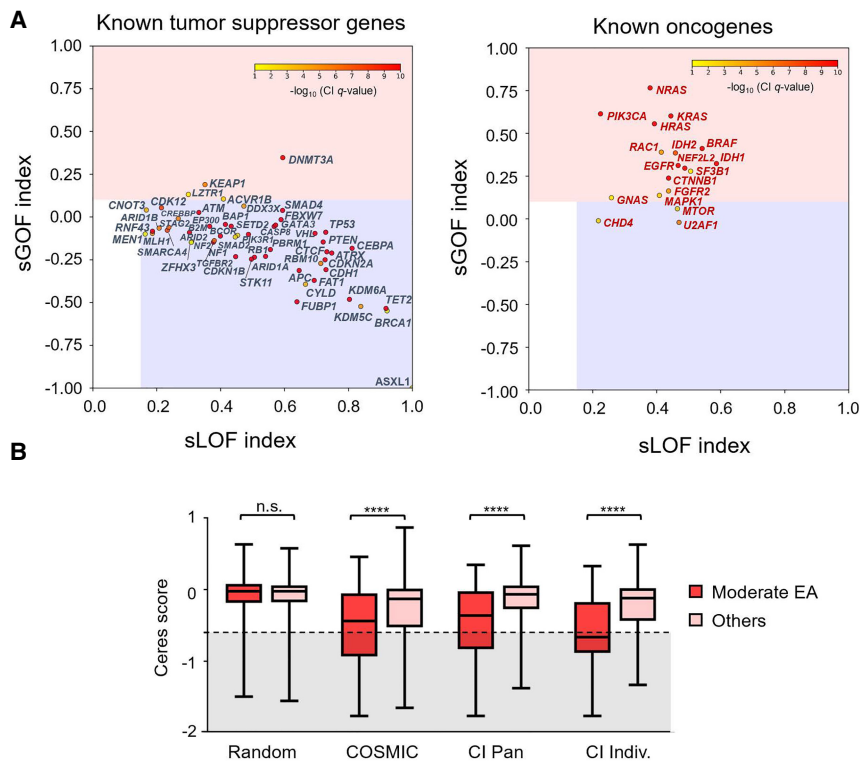 A
Known tumor suppressor genes
Known oncogenes
1.00
0.75
0.50
0.25
0.00
-0.25
-0.50
-0.75
-1.00
sGOF index
1 2 3 4 5 6 7 8 9 10
-log10 (CI q-value)
DNMT3A
KEAP1
LZTR1
ACVR1B
CNOT3
CDK12
DDX3X
SMAD4
ARID1B
CREBBP
ATM
FBXW7
RNF43
STAG2
EP300
BAP1
SETD2
GATA3
TP53
MEN1
MLH1
B2M
BCOR
CASP8
VHL
PTEN
ARID2
NF2
SMAD2
PIK3R1
PBRM1
CEBPA
SMARCA4
NF1
RB1
CTCF
ATRX
ZFHX3
TGFBR2
RBM10
CDKN2A
CDKN1B
ARID1A
CDH1
STK11
APC
FAT1
CYLD
KDM6A
FUBP1
TET2
KDM5C
BRCA1
ASXL1
0.0 0.2 0.4 0.6 0.8 1.0
sLOF index
1.00
0.75
0.50
0.25
0.00
-0.25
-0.50
-0.75
-1.00
sGOF index
1 2 3 4 5 6 7 8 9 10
-log10 (CI q-value)
NRAS
PIK3CA
KRAS
HRAS
RAC1
IDH2
BRAF
NEF2L2
IDH1
EGFR
SF3B1
CTNNB1
FGFR2
GNAS
MAPK1
MTOR
CHD4
U2AF1
0.0 0.2 0.4 0.6 0.8 1.0
sLOF index
B
Ceres score
1
0
-1
-2
n.s.
****
****
****
Moderate EA
Others
Random
COSMIC
CI Pan
CI Indiv.